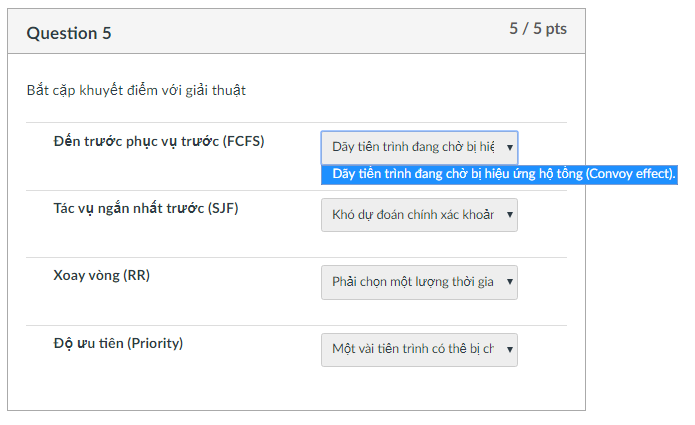 Question 5
5 / 5 pts
Bắt cặp khuyết điểm với giải thuật
Đến trước phục vụ trước (FCFS)
Dãy tiến trình đang chờ bị hiệ
Dãy tiến trình đang chờ bị hiệu ứng hộ tống (Convoy effect).
Tác vụ ngắn nhất trước (SJF)
Khó dự đoán chính xác khoản
Xoay vòng (RR)
Phải chọn một lượng thời gia
Độ ưu tiên (Priority)
Một vài tiến trình có thể bị ch